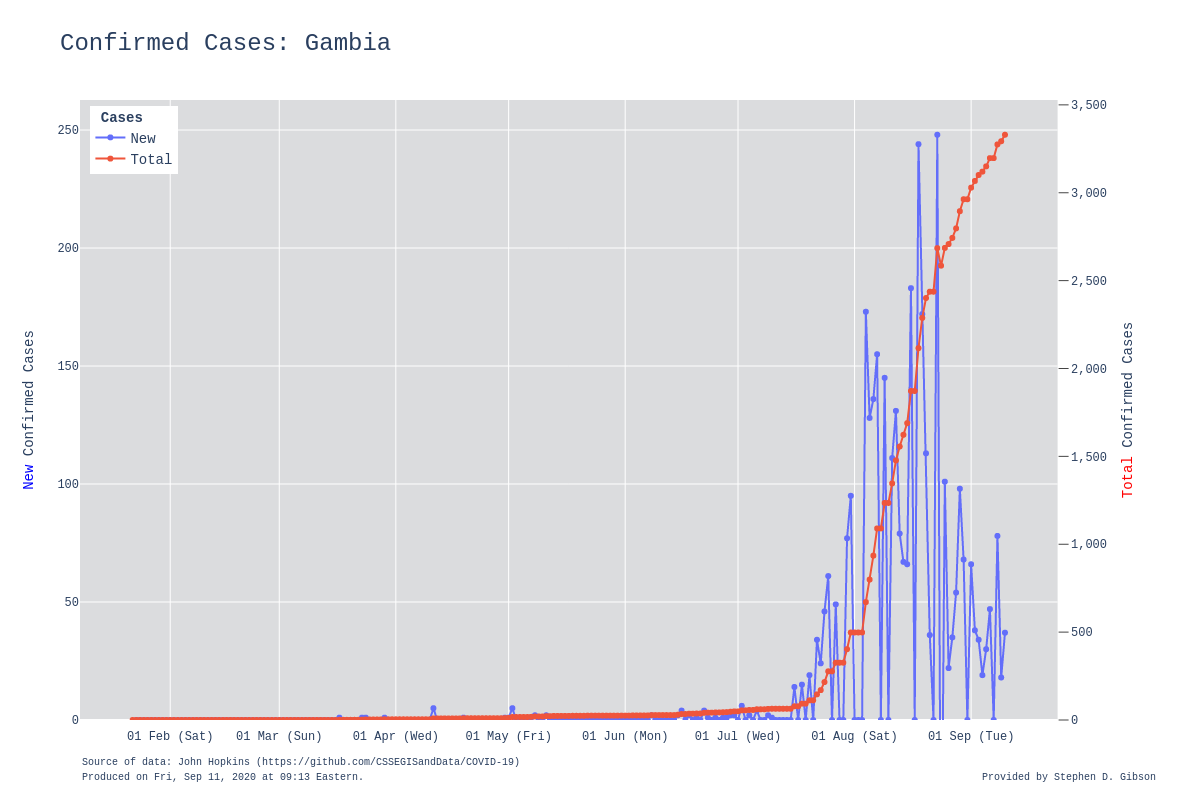 Confirmed Cases: Gambia
Cases
New
Total
250
200
150
100
50
0
3,500
3,000
2,500
2,000
1,500
1,000
500
0
New Confirmed Cases
Total Confirmed Cases
01 Feb (Sat)
01 Mar (Sun)
01 Apr (Wed)
01 May (Fri)
01 Jun (Mon)
01 Jul (Wed)
01 Aug (Sat)
01 Sep (Tue)
Source of data: John Hopkins (https://github.com/CSSEGISandData/COVID-19)
Produced on Fri, Sep 11, 2020 at 09:13 Eastern.
Provided by Stephen D. Gibson